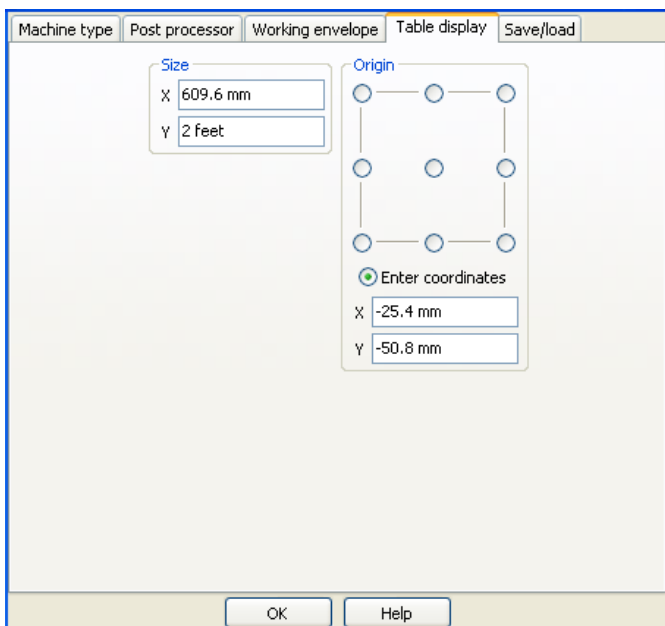 Machine type Post processor Working envelope Table display Save/load
Size
X 609.6 mm
Y 2 feet
Origin
Enter coordinates
X -25.4 mm
Y -50.8 mm
OK Help